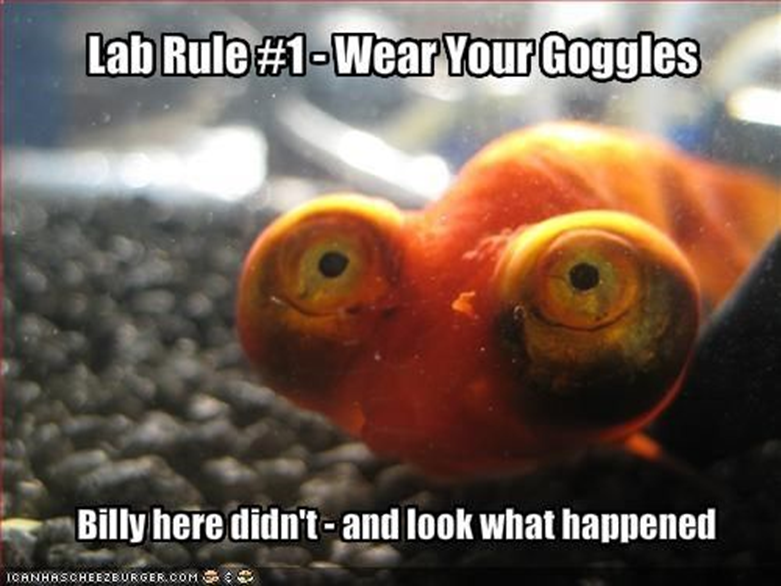 Lab Rule #1 - Wear Your Goggles
Billy here didn't - and look what happened
ICANHASCHEEZBURGER.COM